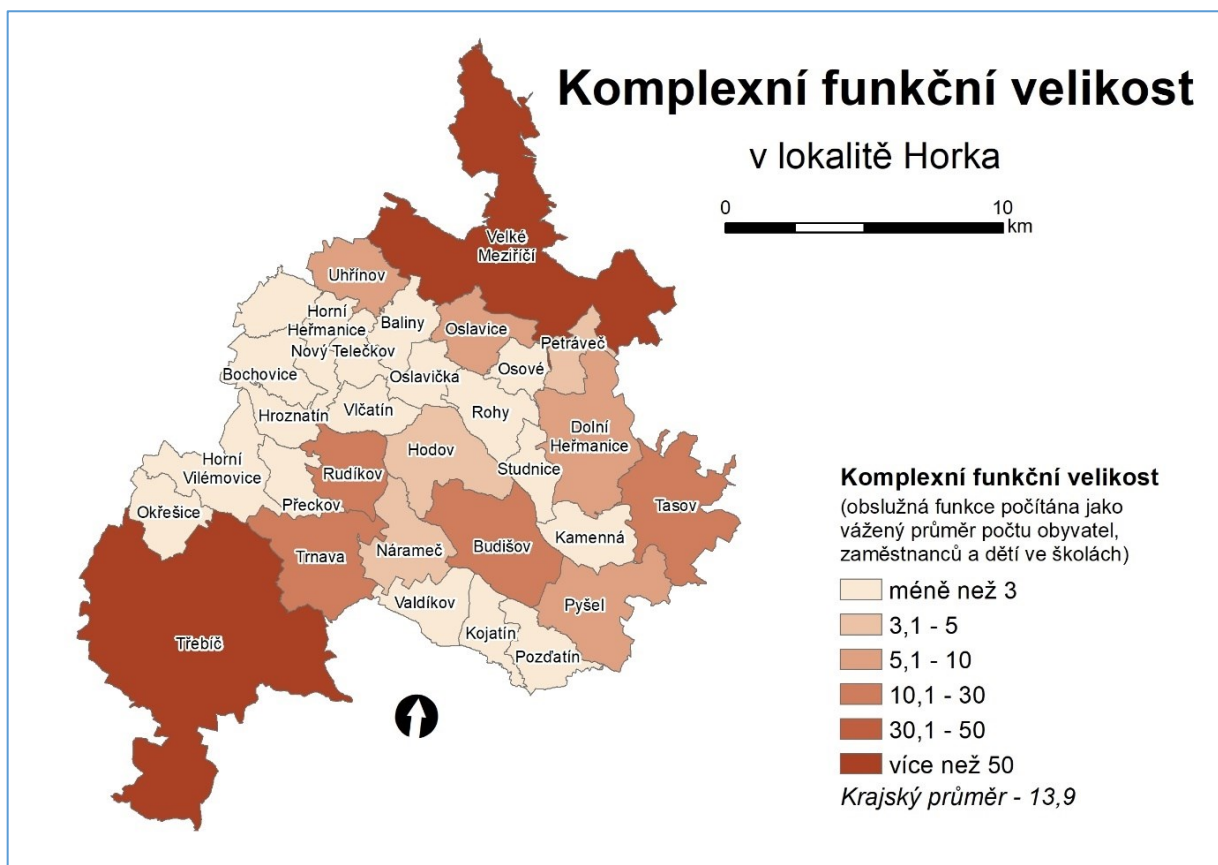 Komplexní funkční velikost
v lokalitě Horka
0 10
km
Velké
Meziříčí
Uhřínov
Horní
Heřmanice
Baliny
Oslavice
Petráveč
Nový Telečkov
Osové
Bochovice
Oslavička
Hroznatín
Vlčatín
Rohy
Dolní
Heřmanice
Hodov
Horní
Vilémovice
Rudíkov
Studnice
Přeckov
Okřešice
Tasov
Kamenná
Trnava
Nárameč
Budišov
Valdíkov
Pyšel
Kojatín
Třebíč
Pozďatín
Komplexní funkční velikost
(obslužná funkce počítána jako
vážený průměr počtu obyvatel,
zaměstnanců a dětí ve školách)
méně než 3
3,1 - 5
5,1 - 10
10,1 - 30
30,1 - 50
více než 50
Krajský průměr - 13,9